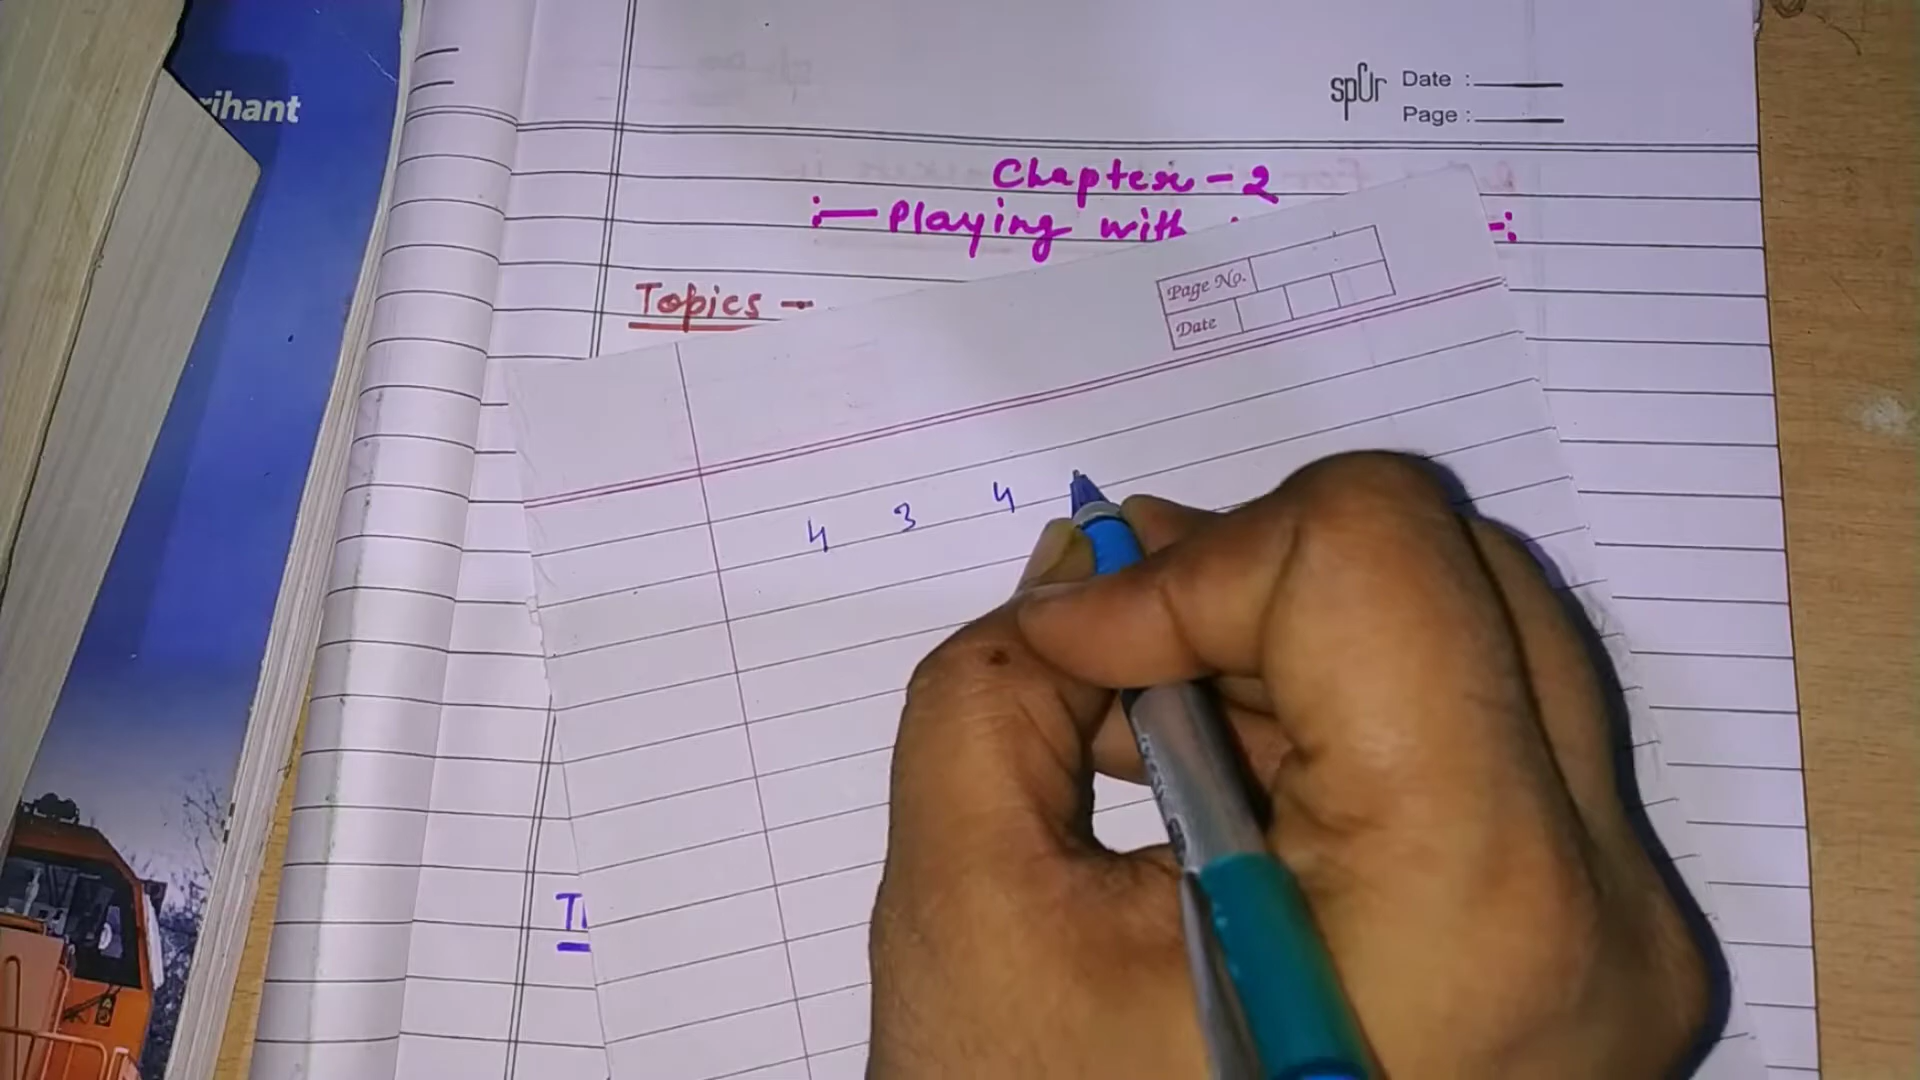 rihant
spUr Date :
Page :
Chapter - 2
:— Playing with -:
Topics -
Page No.
Date
4 3 4